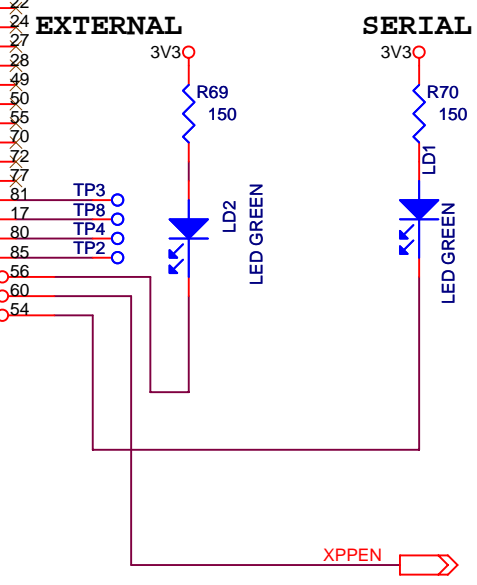 22
EXTERNAL
SERIAL
24
27
28
49
50
55
70
72
77
81
17
80
85
56
60
54
3V3
R69
150
3V3
R70
150
LD1
LD2
LED GREEN
LED GREEN
TP3
TP8
TP4
TP2
XPPEN